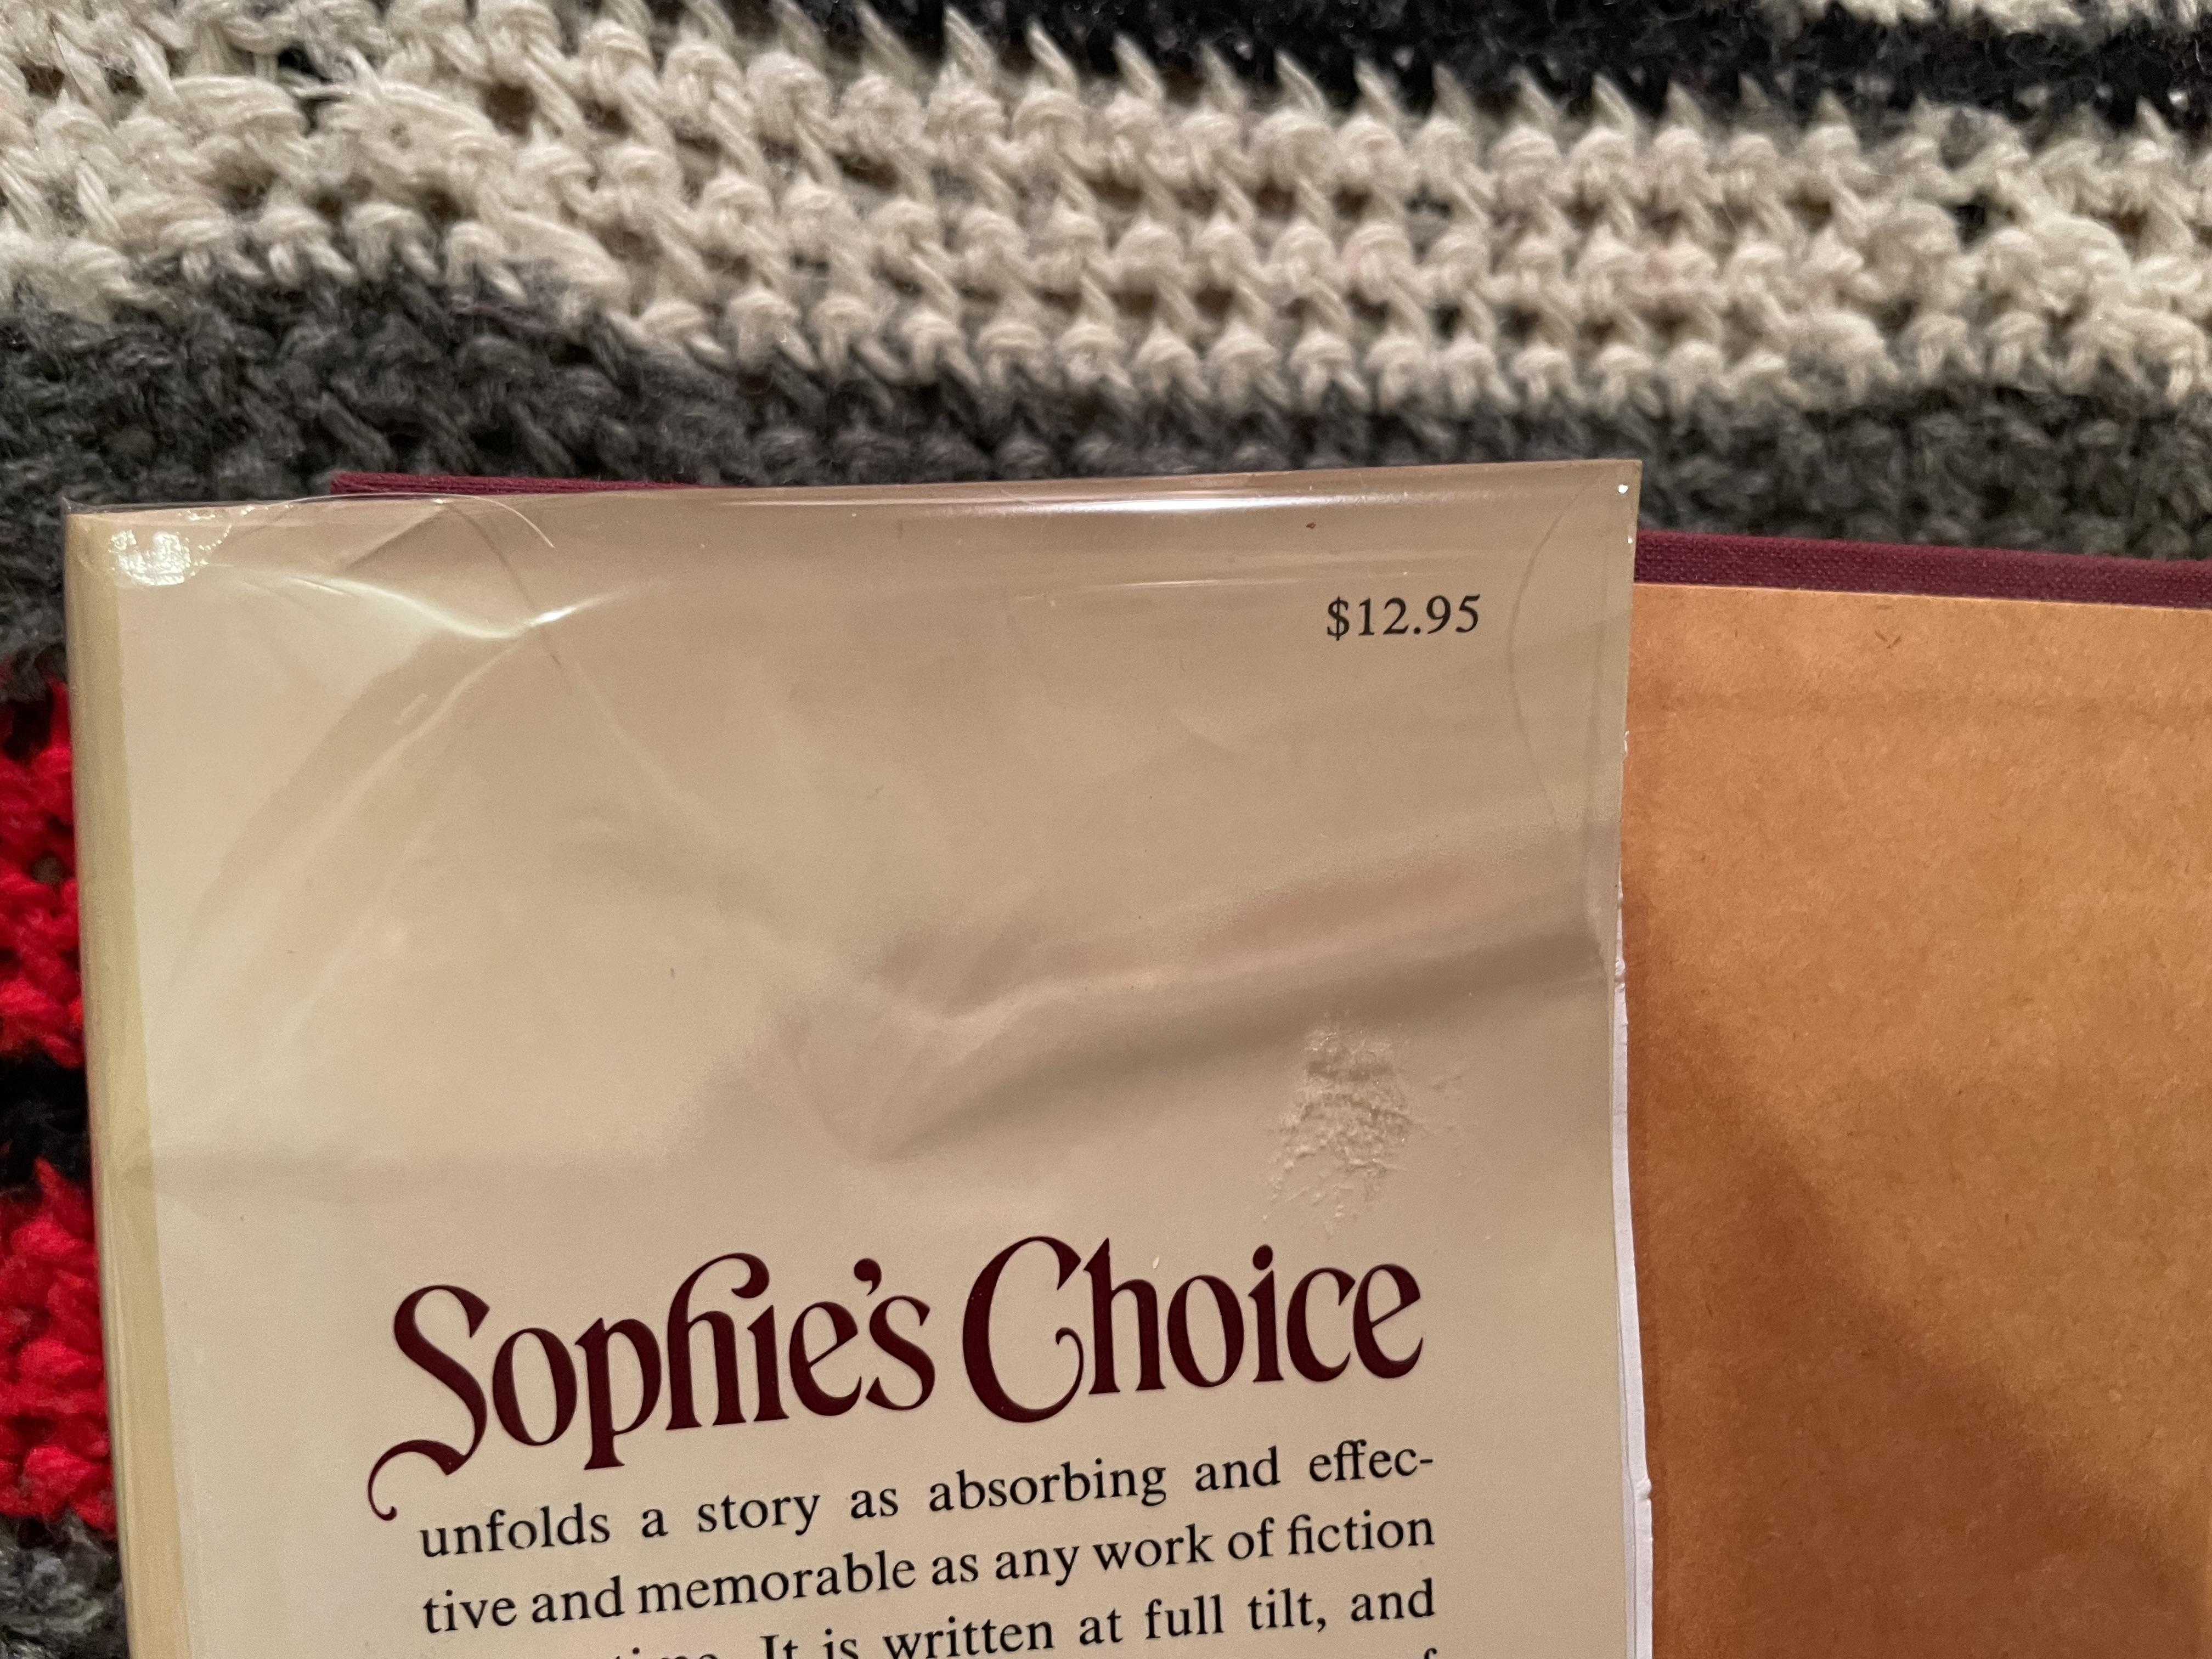 $12.95
Sophie's Choice
unfolds a story as absorbing and effec-
tive and memorable as any work of fiction
It is written at full tilt, and